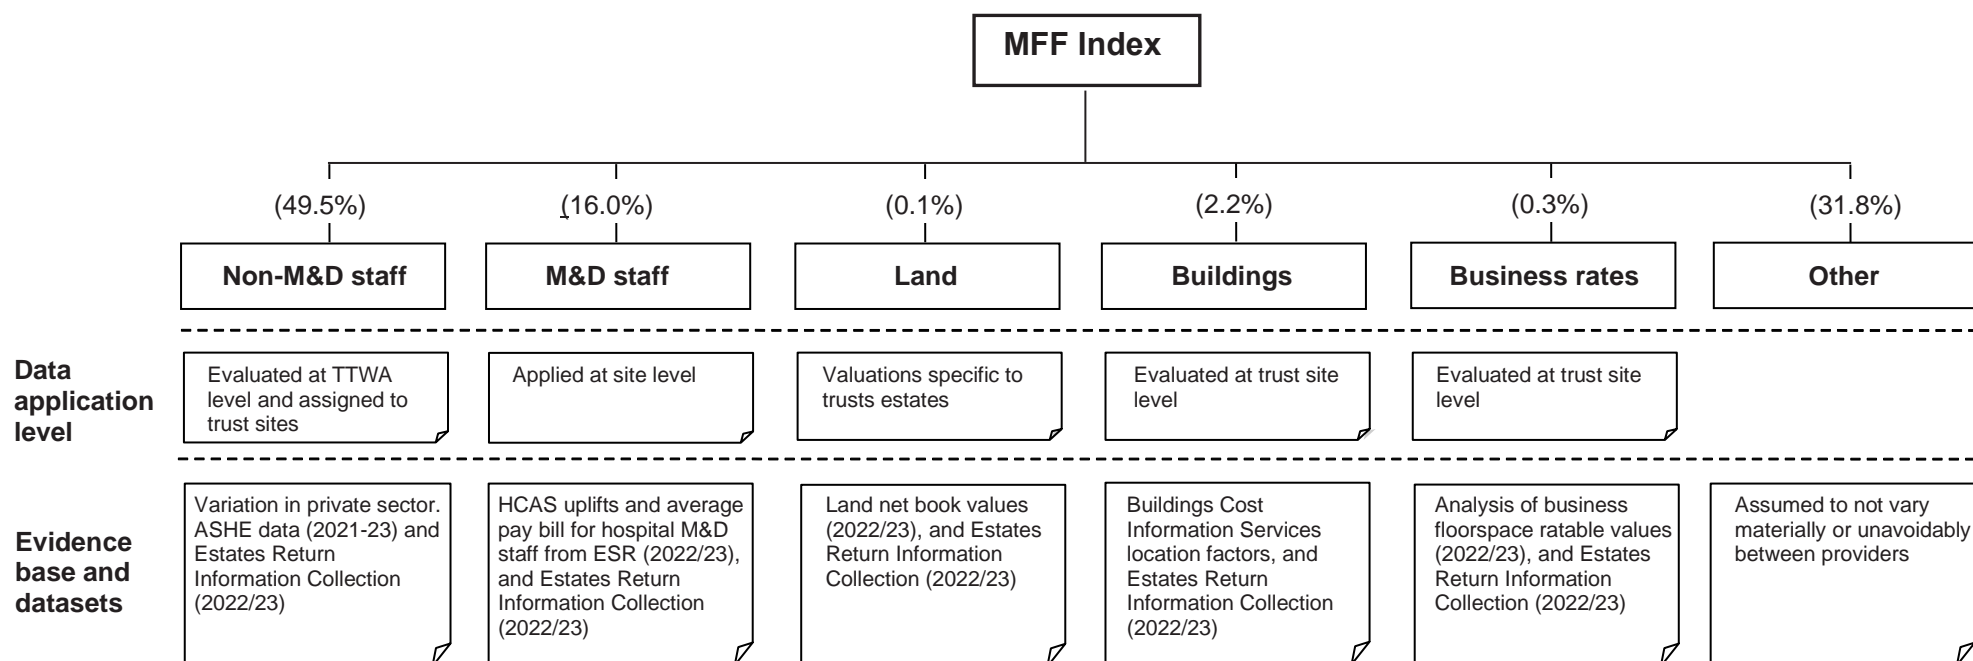 MFF Index
(49.5%)
(16.0%)
(0.1%)
(2.2%)
(0.3%)
(31.8%)
Non-M&D staff
M&D staff
Land
Buildings
Business rates
Other
Data
application
level
Evaluated at TTWA
level and assigned to
trust sites
Applied at site level
Valuations specific to
trusts estates
Evaluated at trust site
level
Evaluated at trust site
level
Evidence
base and
datasets
Variation in private sector.
ASHE data (2021-23) and
Estates Return
Information Collection
(2022/23)
HCAS uplifts and average
pay bill for hospital M&D
staff from ESR (2022/23),
and Estates Return
Information Collection
(2022/23)
Land net book values
(2022/23), and Estates
Return Information
Collection (2022/23)
Buildings Cost
Information Services
location factors, and
Estates Return
Information Collection
(2022/23)
Analysis of business
floorspace ratable values
(2022/23), and Estates
Return Information
Collection (2022/23)
Assumed to not vary
materially or unavoidably
between providers